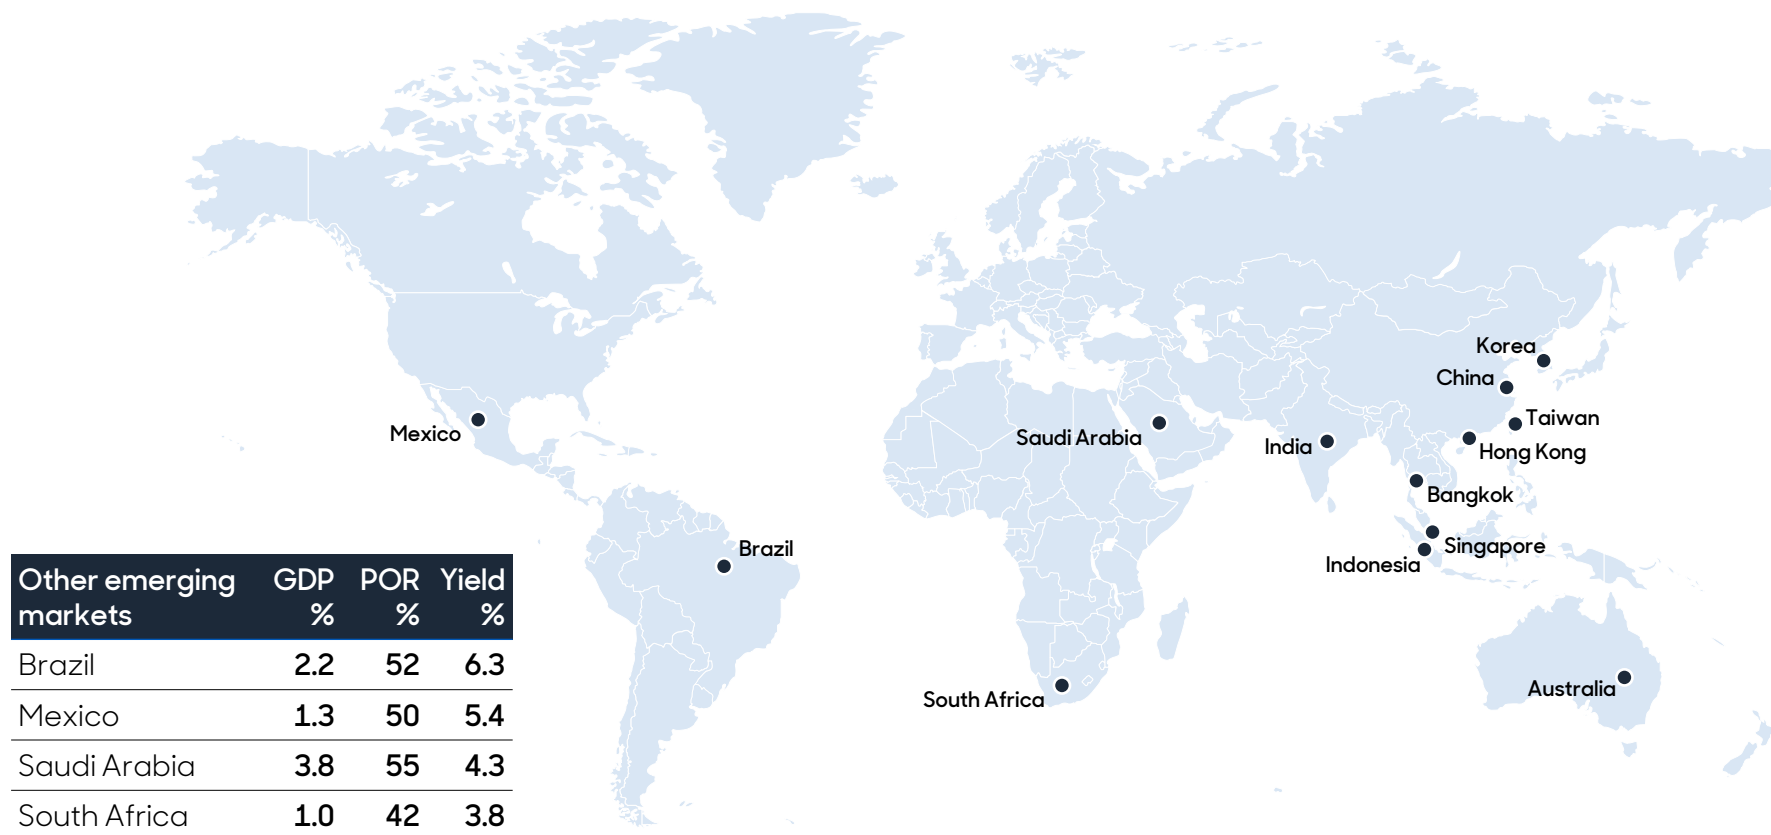 Korea
China
Taiwan
Mexico
Saudi Arabia
India
Hong Kong
Bangkok
Brazil
Singapore
Indonesia
Australia
South Africa
Other emerging markets GDP % POR % Yield %
Brazil 2.2 52 6.3
Mexico 1.3 50 5.4
Saudi Arabia 3.8 55 4.3
South Africa 1.0 42 3.8